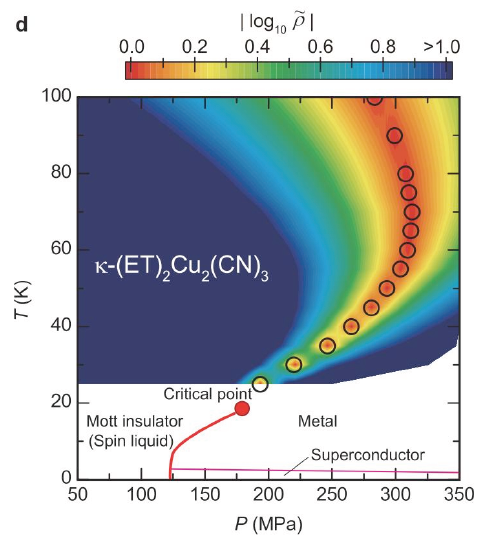 d
| log₁₀ ρ̃ |
0.0 0.2 0.4 0.6 0.8 >1.0
100
80
60
40
20
0
T (K)
κ-(ET)₂Cu₂(CN)₃
Critical point
Mott insulator
(Spin liquid)
Metal
Superconductor
50 100 150 200 250 300 350
P (MPa)